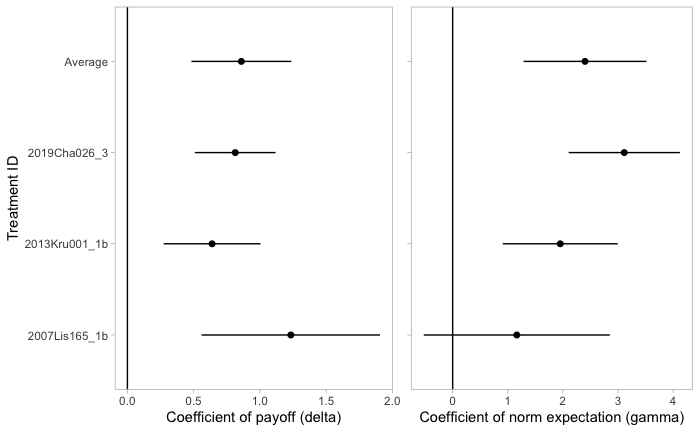 Treatment ID
Average
2019Cha026_3
2013Kru001_1b
2007Lis165_1b
0.0 0.5 1.0 1.5 2.0
Coefficient of payoff (delta)
0 1 2 3 4
Coefficient of norm expectation (gamma)